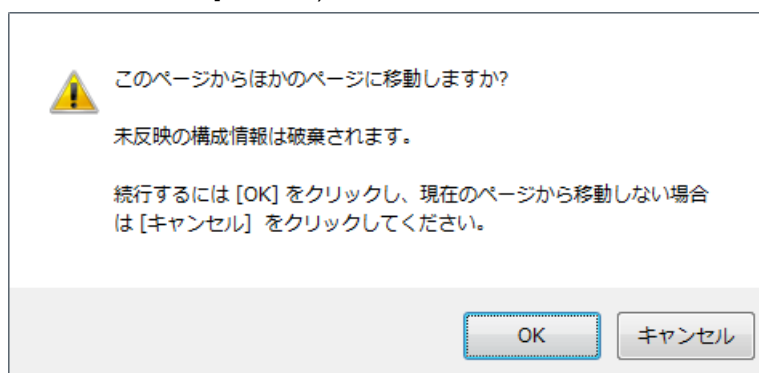 このページからほかのページに移動しますか?
未反映の構成情報は破棄されます。
続行するには [OK] をクリックし、現在のページから移動しない場合
は [キャンセル] をクリックしてください。
OK
キャンセル